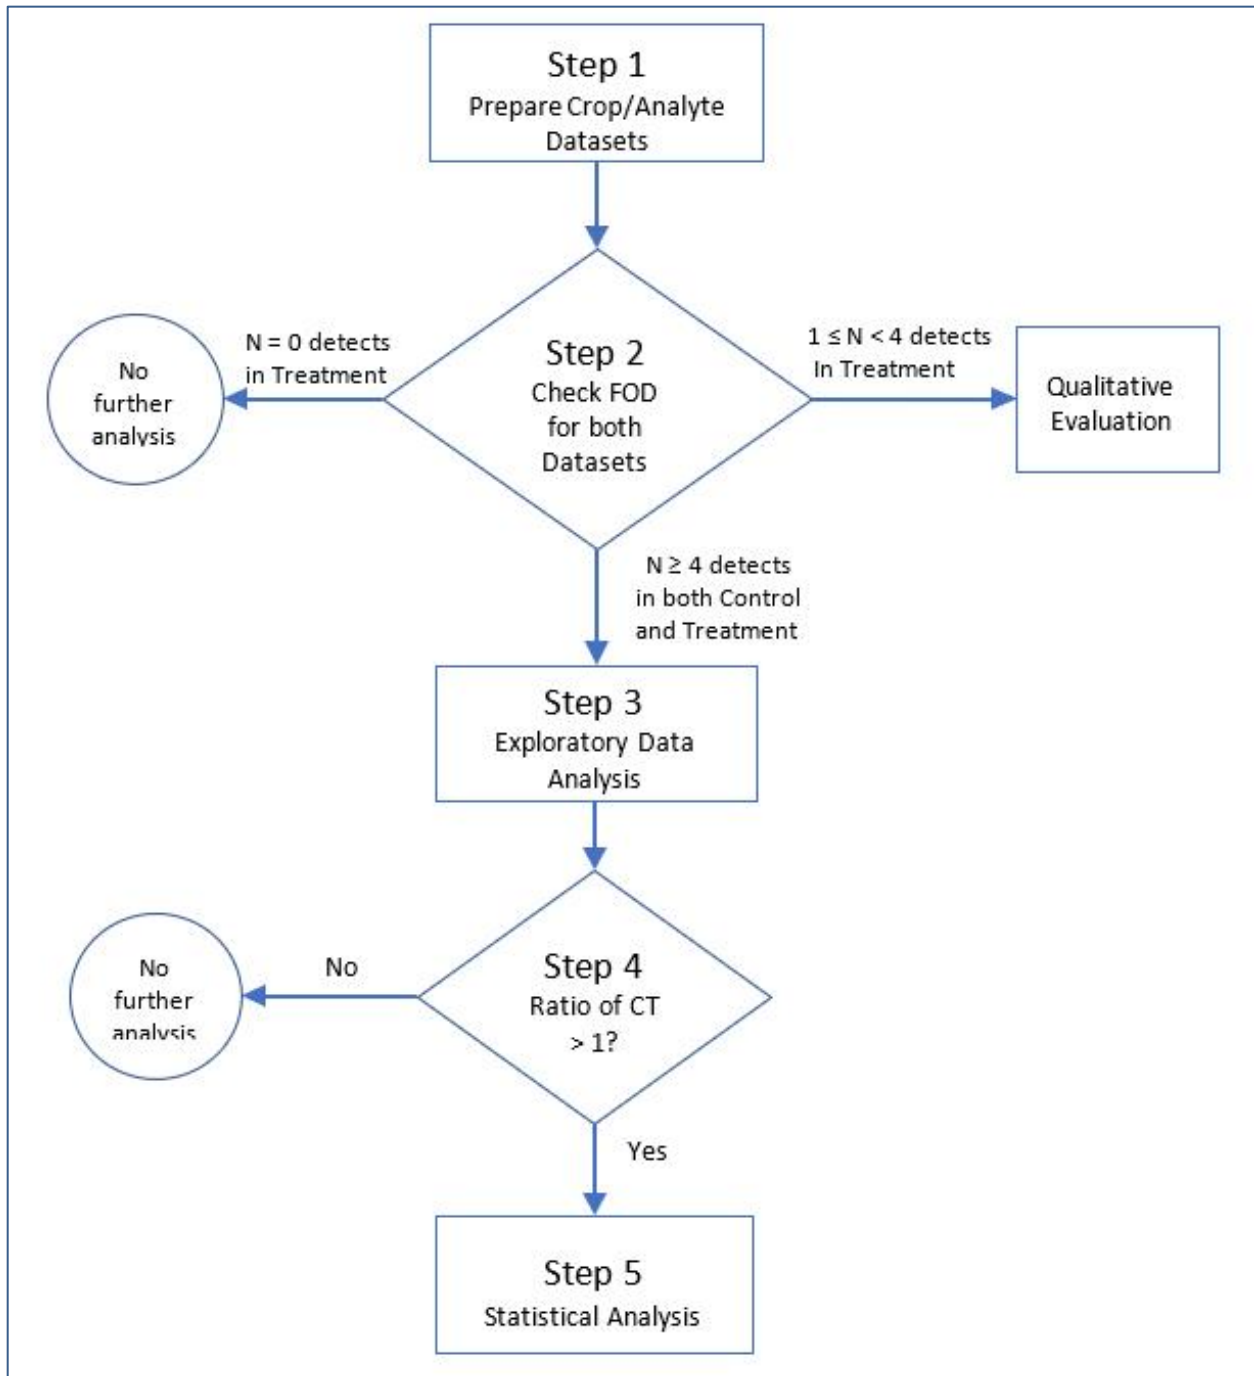 Step 1
Prepare Crop/Analyte
Datasets
N = 0 detects
in Treatment
1 ≤ N < 4 detects
In Treatment
No
further
analysis
Step 2
Check FOD
for both
Datasets
Qualitative
Evaluation
N ≥ 4 detects
in both Control
and Treatment
Step 3
Exploratory Data
Analysis
No
further
analysis
No
Step 4
Ratio of CT
> 1?
Yes
Step 5
Statistical Analysis